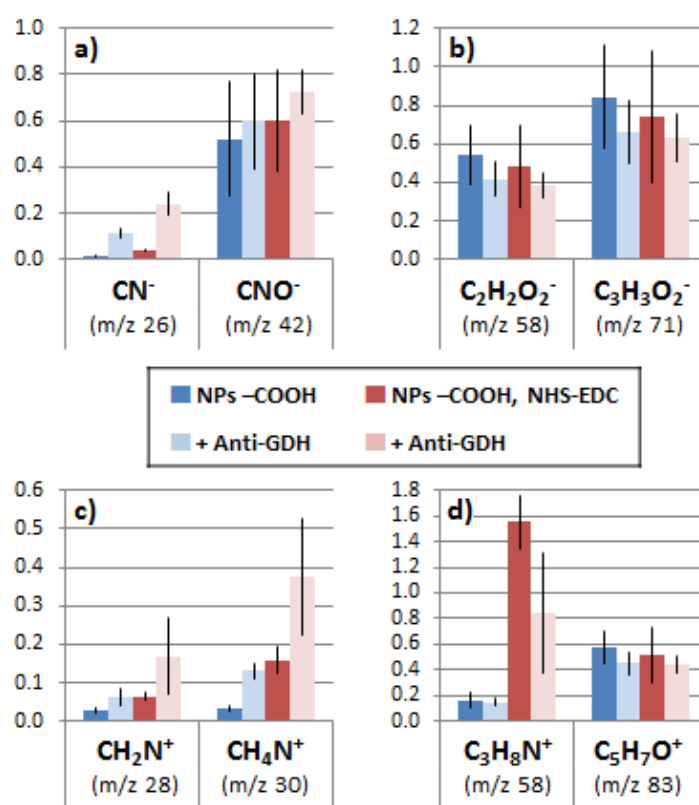 a)
1.0
0.8
0.6
0.4
0.2
0.0
CN⁻
(m/z 26)
CNO⁻
(m/z 42)
b)
1.2
1.0
0.8
0.6
0.4
0.2
0.0
C₂H₂O₂⁻
(m/z 58)
C₃H₃O₂⁻
(m/z 71)
NPs –COOH
NPs –COOH, NHS-EDC
+ Anti-GDH
+ Anti-GDH
c)
0.6
0.5
0.4
0.3
0.2
0.1
0.0
CH₂N⁺
(m/z 28)
CH₄N⁺
(m/z 30)
d)
1.8
1.6
1.4
1.2
1.0
0.8
0.6
0.4
0.2
0.0
C₃H₈N⁺
(m/z 58)
C₅H₇O⁺
(m/z 83)